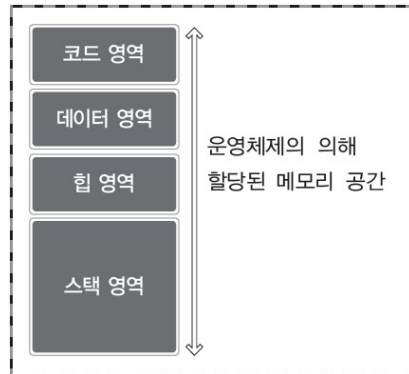 코드 영역
데이터 영역
힙 영역
스택 영역
운영체제의 의해
할당된 메모리 공간